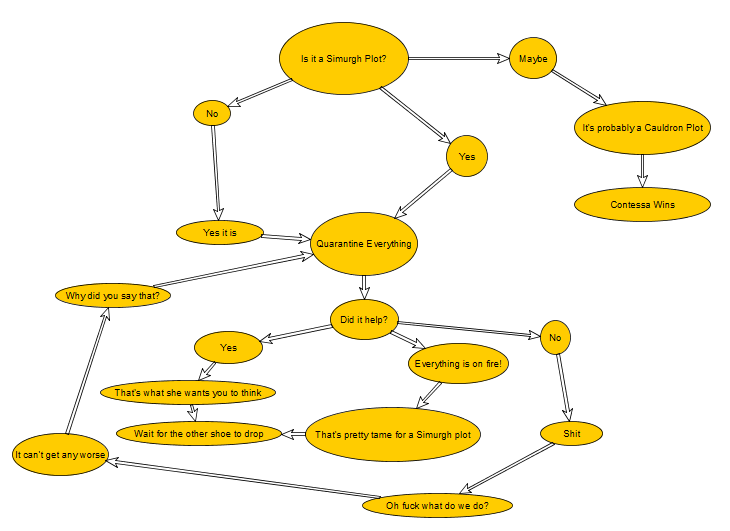 Is it a Simurgh Plot?
Maybe
No
It's probably a Cauldron Plot
Yes
Contessa Wins
Yes it is
Quarantine Everything
Why did you say that?
Did it help?
Yes
No
Everything is on fire!
That's what she wants you to think
Wait for the other shoe to drop
That's pretty tame for a Simurgh plot
Shit
It can't get any worse
Oh fuck what do we do?